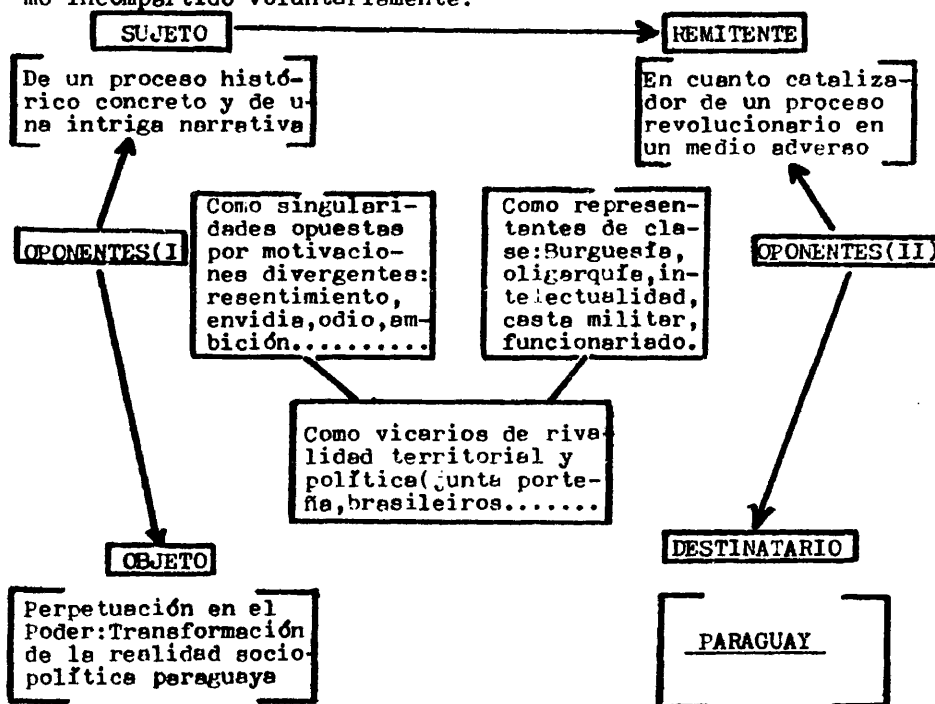 mo incompartido voluntariamente.
SUJETO
REMITENTE
De un proceso histó-
rico concreto y de u-
na intriga narrativa
En cuanto cataliza-
dor de un proceso
revolucionario en
un medio adverso
OPONENTES(I)
Como singulari-
dades opuestas
por motivacio-
nes divergentes:
resentimiento,
envidia,odio,am-
bición..........
Como represen-
tantes de cla-
se:Burguesía,
oligarquía,in-
telectualidad,
casta militar,
funcionariado.
OPONENTES(II)
Como vicarios de riva-
lidad territorial y
política(junta porte-
ña,brasileiros.......
OBJETO
Perpetuación en el
Poder:Transformación
de la realidad socio-
política paraguaya
DESTINATARIO
PARAGUAY